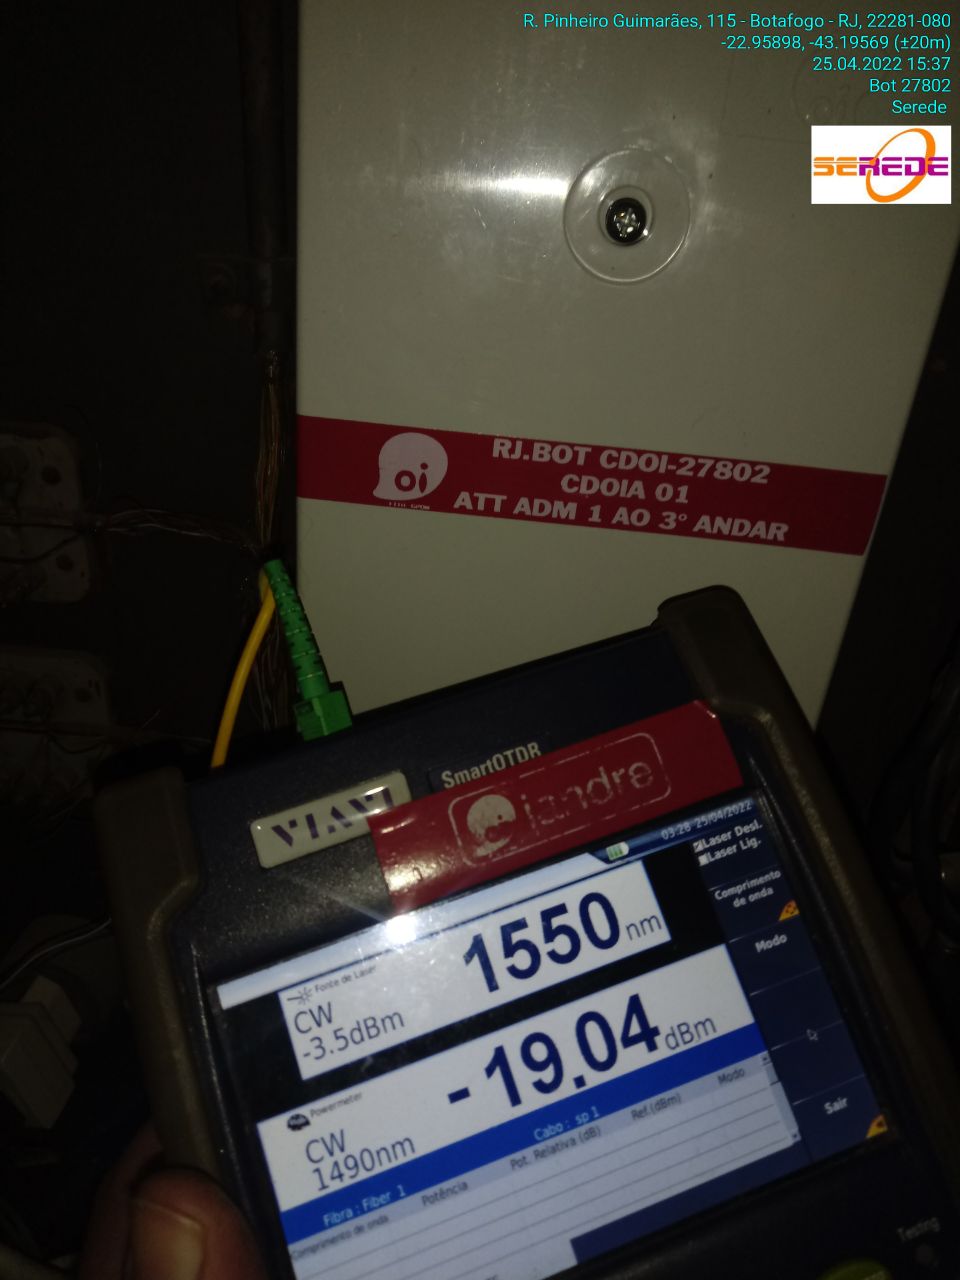 R. Pinheiro Guimarães, 115 - Botafogo - RJ, 22281-080
-22.95898, -43.19569 (±20m)
25.04.2022 15:37
Bot 27802
Serede
SEREDE
RJ.BOT CDOI-27802
oi
CDOIA 01
ATT ADM 1 AO 3° ANDAR
SmartOTDR
VIAVI
iandre
03:28 25/04/2022
Laser Desl.
Laser Lig.
Comprimento
de onda
Modo
Sair
Fonte de Laser
1550 nm
CW
-3.5dBm
Powermeter
-19.04 dBm
CW
1490nm
Fibra : Fiber 1
Cabo : sp 1
Comprimento de onda
Potência
Pot. Relativa (dB)
Ref.(dBm)
Modo
Testing